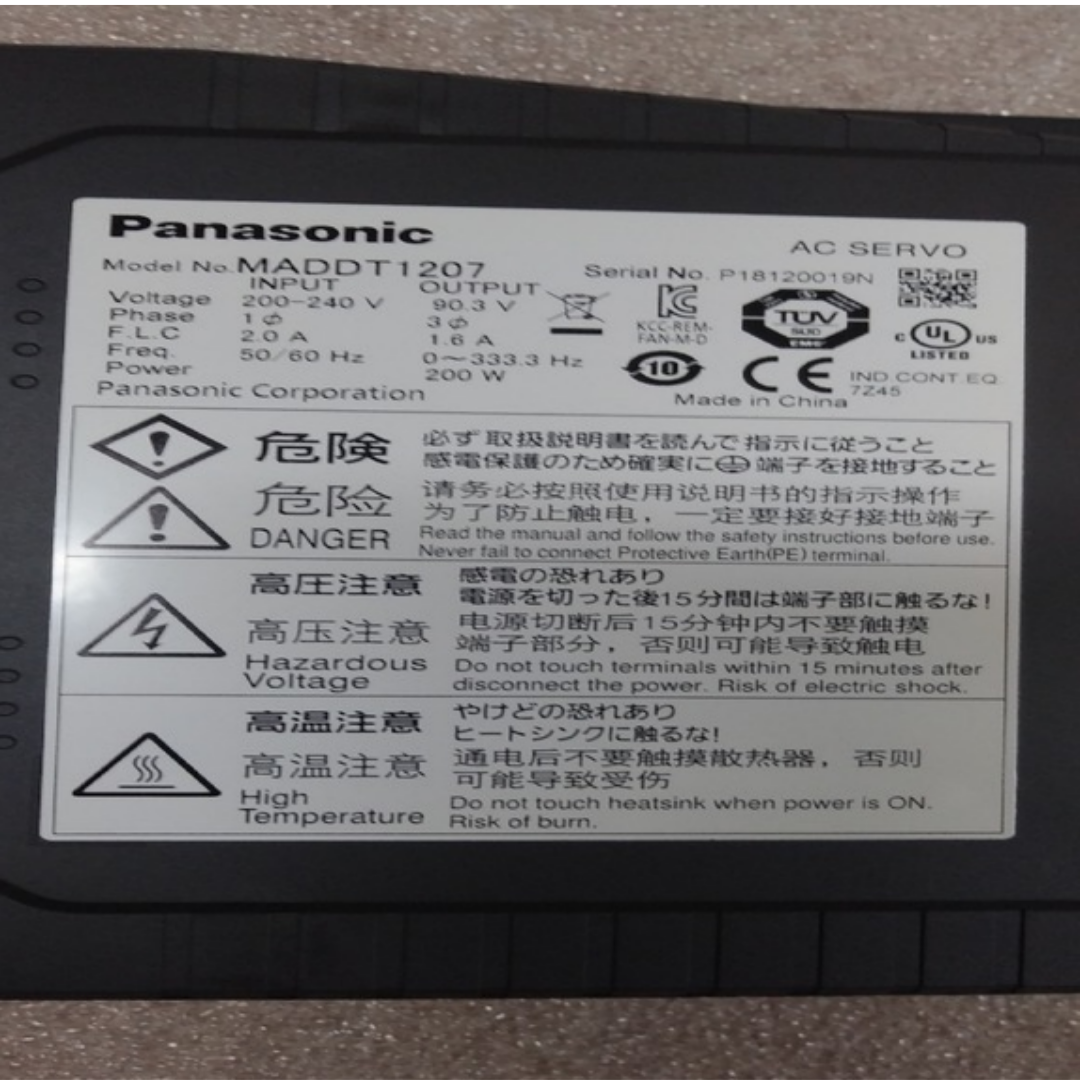 Panasonic
AC SERVO
Model No. MADDT1207
Serial No. P18120019N
INPUT OUTPUT
Voltage 200-240 V 90.3 V
Phase 1ϕ 3ϕ
F.L.C 2.0 A 1.6 A
Freq. 50/60 Hz 0~333.3 Hz
Power 200 W
Panasonic Corporation
KCC-REM-
FAN-M-D
10
TÜV
SÜD
EMC
CE
c UL US
LISTED
IND.CONT.EQ.
7Z45
Made in China
危険
必ず取扱説明書を読んで指示に従うこと
感電保護のため確実に⏚端子を接地すること
危险
请务必按照使用说明书的指示操作
为了防止触电，一定要接好接地端子
DANGER
Read the manual and follow the safety instructions before use.
Never fail to connect Protective Earth(PE) terminal.
高圧注意
感電の恐れあり
電源を切った後15分間は端子部に触るな!
高压注意
电源切断后15分钟内不要触摸
端子部分，否则可能导致触电
Hazardous
Voltage
Do not touch terminals within 15 minutes after
disconnect the power. Risk of electric shock.
高温注意
やけどの恐れあり
ヒートシンクに触るな!
高温注意
通电后不要触摸散热器，否则
可能导致受伤
High
Temperature
Do not touch heatsink when power is ON.
Risk of burn.